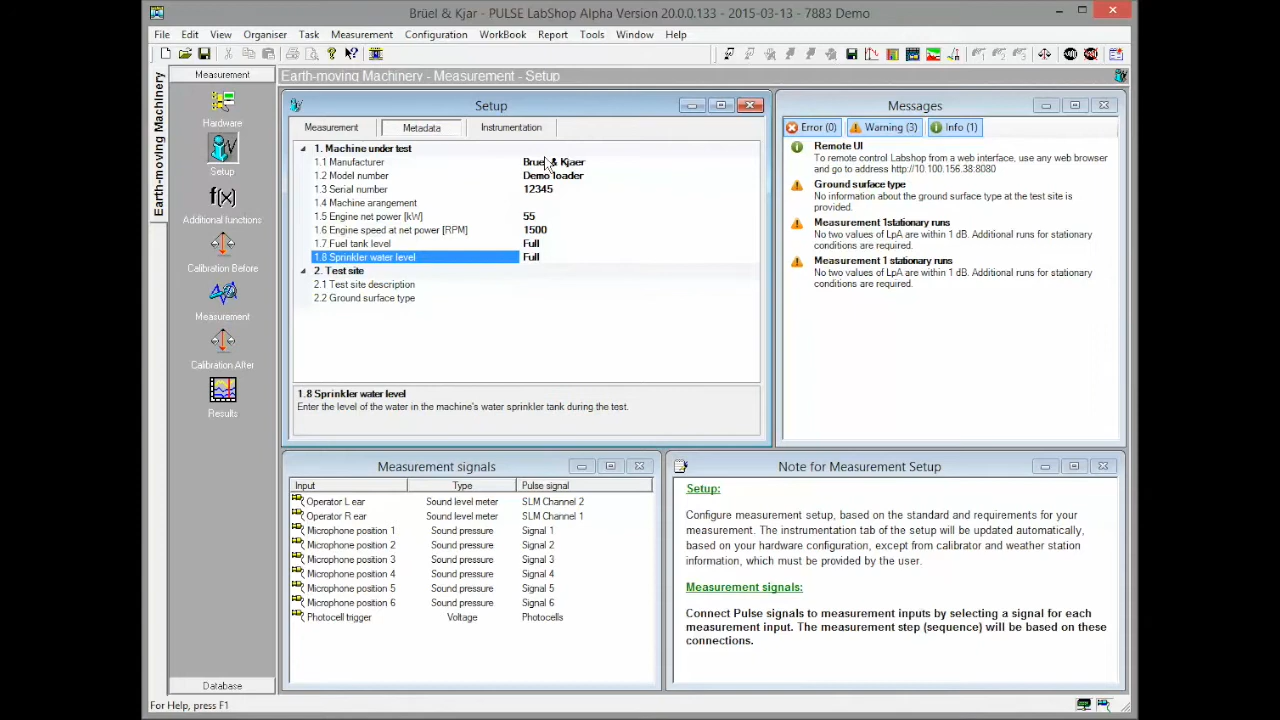 Brüel & Kjar - PULSE LabShop Alpha Version 20.0.0.133 - 2015-03-13 - 7883 Demo
File Edit View Organiser Task Measurement Configuration WorkBook Report Tools Window Help
Measurement
Earth-moving Machinery - Measurement - Setup
Earth-moving Machinery
Hardware
Setup
Additional functions
Calibration Before
Measurement
Calibration After
Results
Database
Setup
Measurement Metadata Instrumentation
1. Machine under test
1.1 Manufacturer Bruel & Kjaer
1.2 Model number Demo loader
1.3 Serial number 12345
1.4 Machine arangement
1.5 Engine net power [kW] 55
1.6 Engine speed at net power [RPM] 1500
1.7 Fuel tank level Full
1.8 Sprinkler water level Full
2. Test site
2.1 Test site description
2.2 Ground surface type
1.8 Sprinkler water level
Enter the level of the water in the machine's water sprinkler tank during the test.
Messages
Error (0) Warning (3) Info (1)
Remote UI
To remote control Labshop from a web interface, use any web browser
and go to address http://10.100.156.38:8080
Ground surface type
No information about the ground surface type at the test site is
provided.
Measurement 1stationary runs
No two values of LpA are within 1 dB. Additional runs for stationary
conditions are required.
Measurement 1 stationary runs
No two values of LpA are within 1 dB. Additional runs for stationary
conditions are required.
Measurement signals
Input Type Pulse signal
Operator L ear Sound level meter SLM Channel 2
Operator R ear Sound level meter SLM Channel 1
Microphone position 1 Sound pressure Signal 1
Microphone position 2 Sound pressure Signal 2
Microphone position 3 Sound pressure Signal 3
Microphone position 4 Sound pressure Signal 4
Microphone position 5 Sound pressure Signal 5
Microphone position 6 Sound pressure Signal 6
Photocell trigger Voltage Photocells
Note for Measurement Setup
Setup:
Configure measurement setup, based on the standard and requirements for your
measurement. The instrumentation tab of the setup will be updated automatically,
based on your hardware configuration, except from calibrator and weather station
information, which must be provided by the user.
Measurement signals:
Connect Pulse signals to measurement inputs by selecting a signal for each
measurement input. The measurement step (sequence) will be based on these
connections.
For Help, press F1